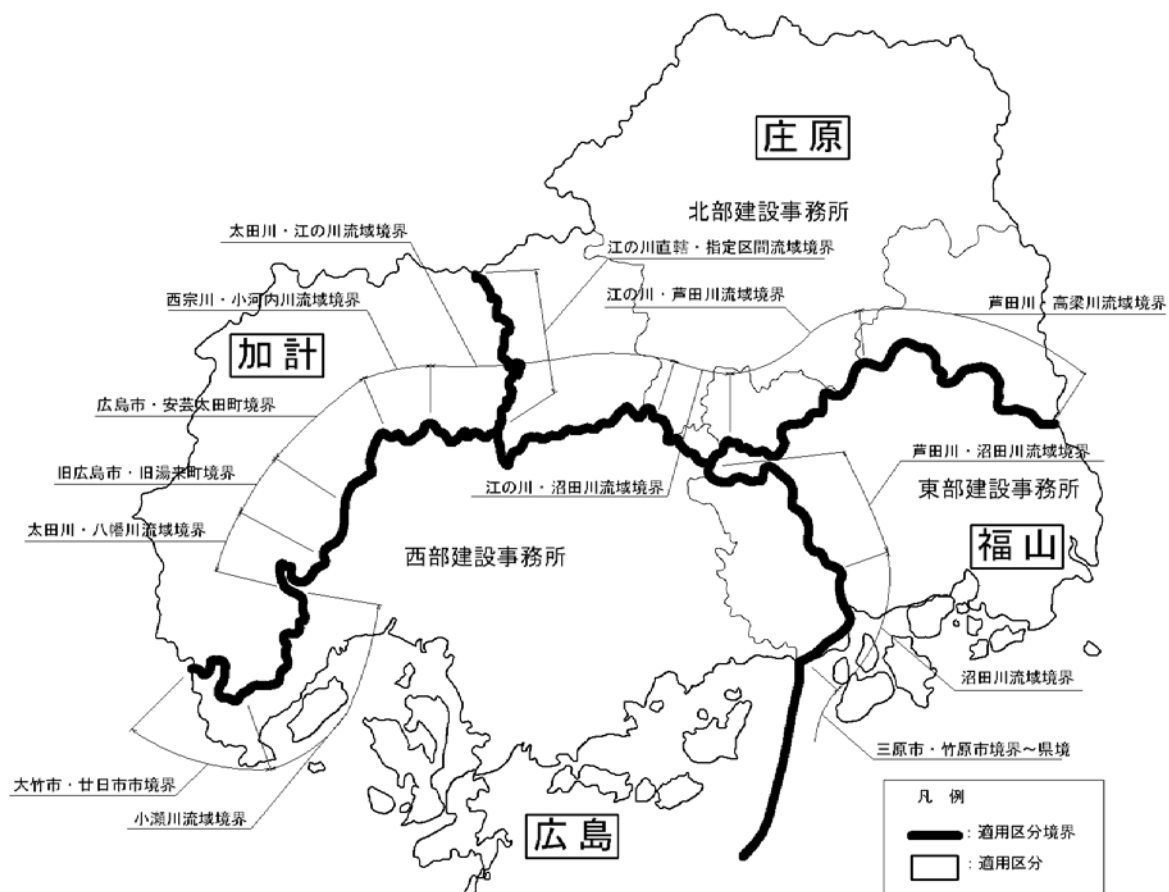 庄原
北部建設事務所
太田川・江の川流域境界
江の川直轄・指定区間流域境界
西宗川・小河内川流域境界
江の川・芦田川流域境界
芦田川・高梁川流域境界
加計
広島市・安芸太田町境界
旧広島市・旧湯来町境界
江の川・沼田川流域境界
芦田川・沼田川流域境界
東部建設事務所
太田川・八幡川流域境界
西部建設事務所
福山
沼田川流域境界
三原市・竹原市境界～県境
大竹市・廿日市市境界
小瀬川流域境界
広島
凡 例
：適用区分境界
：適用区分